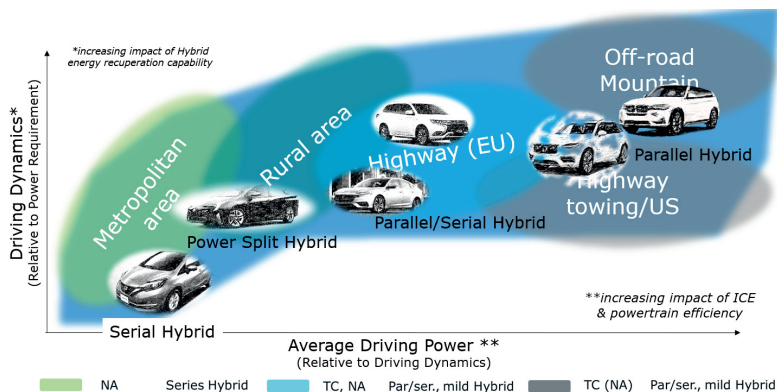 *increasing impact of Hybrid
energy recuperation capability
Driving Dynamics*
(Relative to Power Requirement)
Off-road
Mountain
Metropolitan
area
Rural area
Highway (EU)
Parallel Hybrid
Highway
towing/US
Parallel/Serial Hybrid
Power Split Hybrid
Serial Hybrid
**increasing impact of ICE
& powertrain efficiency
Average Driving Power **
(Relative to Driving Dynamics)
NA Series Hybrid TC, NA Par/ser., mild Hybrid TC (NA) Par/ser., mild Hybrid